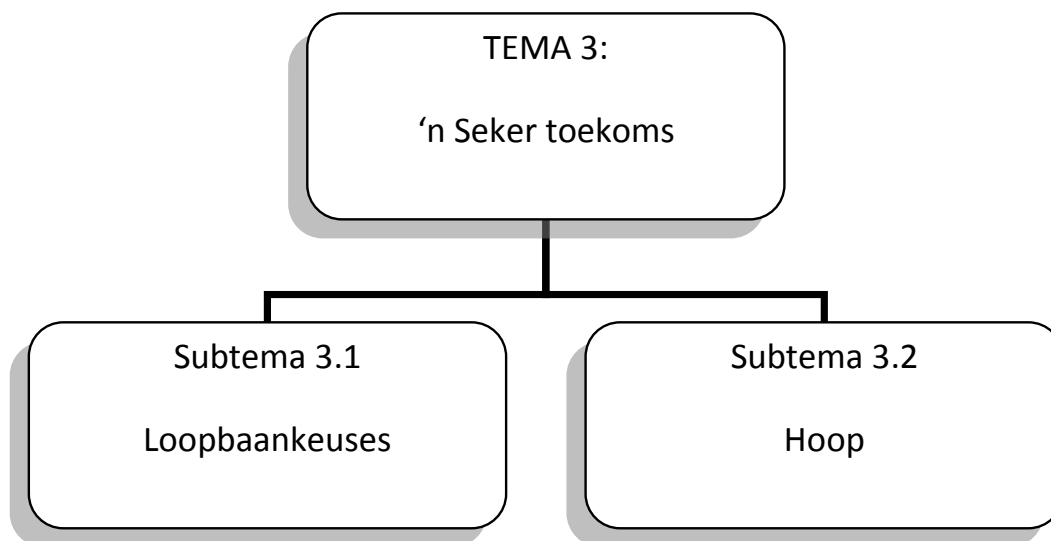 TEMA 3:
‘n Seker toekoms
Subtema 3.1
Loopbaankeuses
Subtema 3.2
Hoop